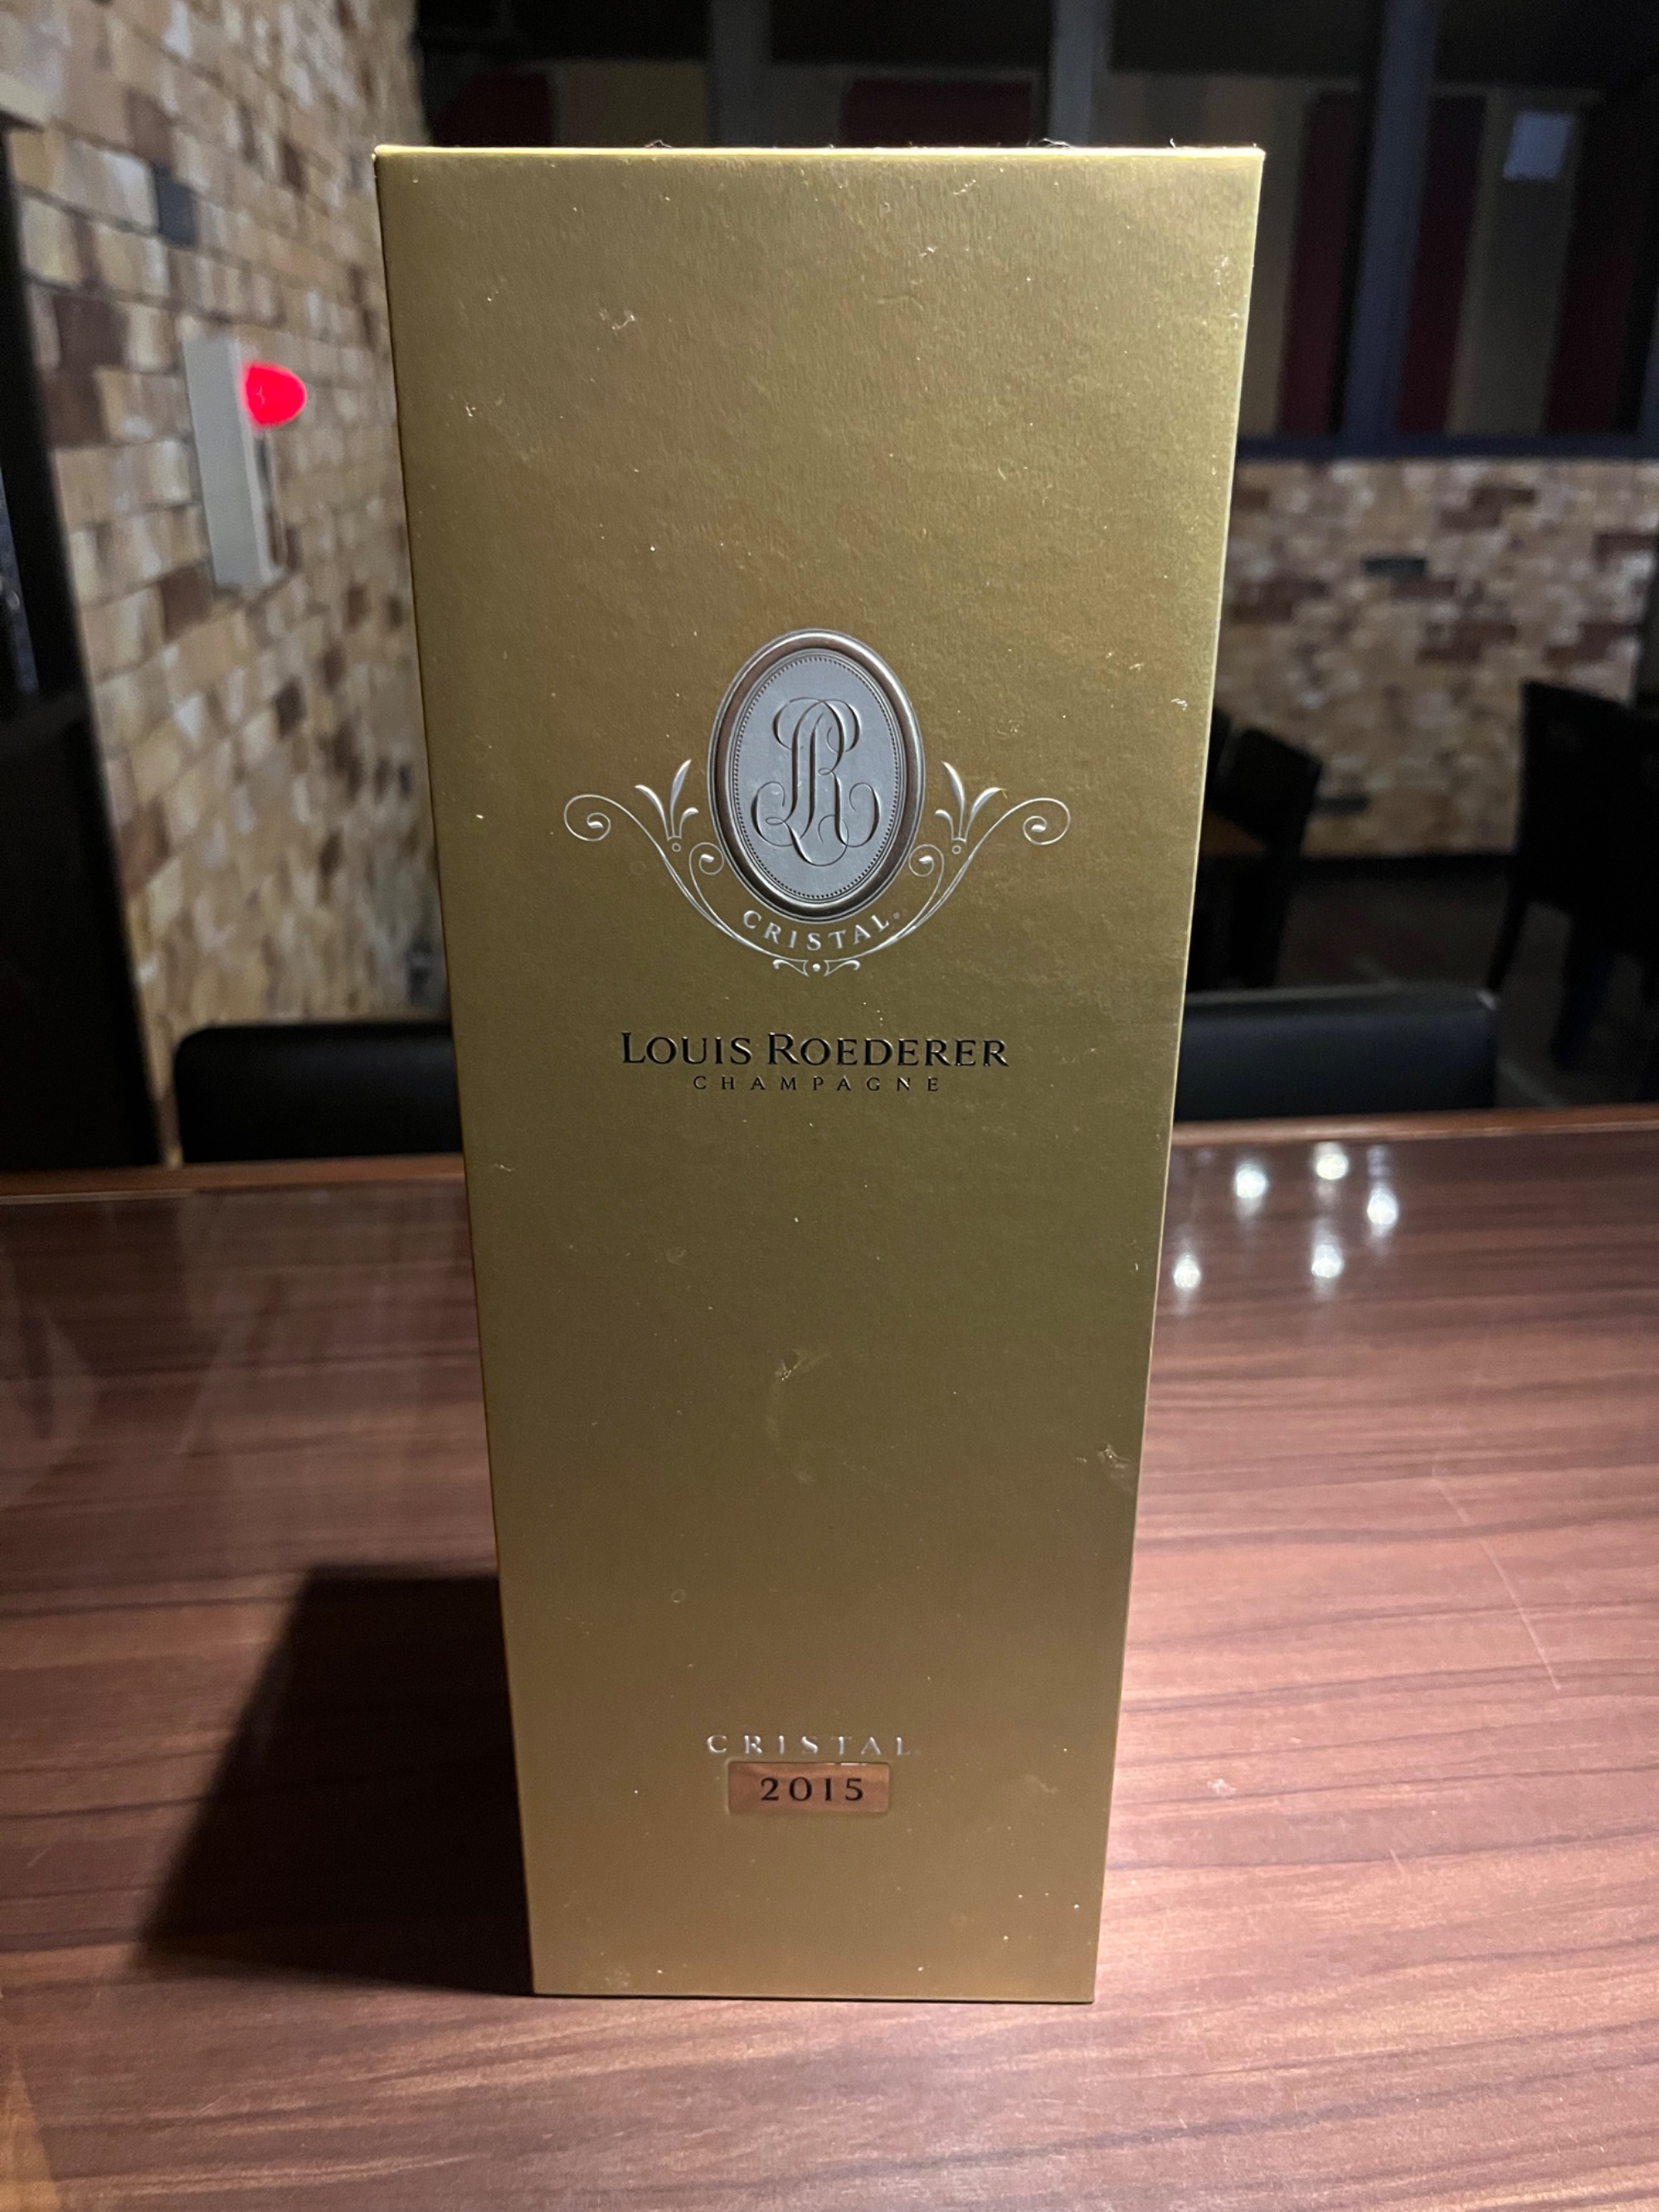 CRISTAL
LOUIS ROEDERER
CHAMPAGNE
CRISTAL
2015